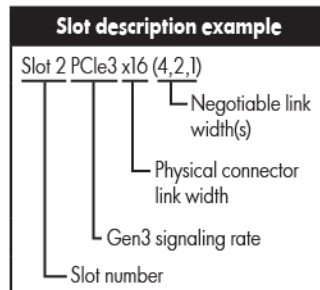 Slot description example
Slot 2 PCIe3 x16 (4,2,1)
Negotiable link
width(s)
Physical connector
link width
Gen3 signaling rate
Slot number